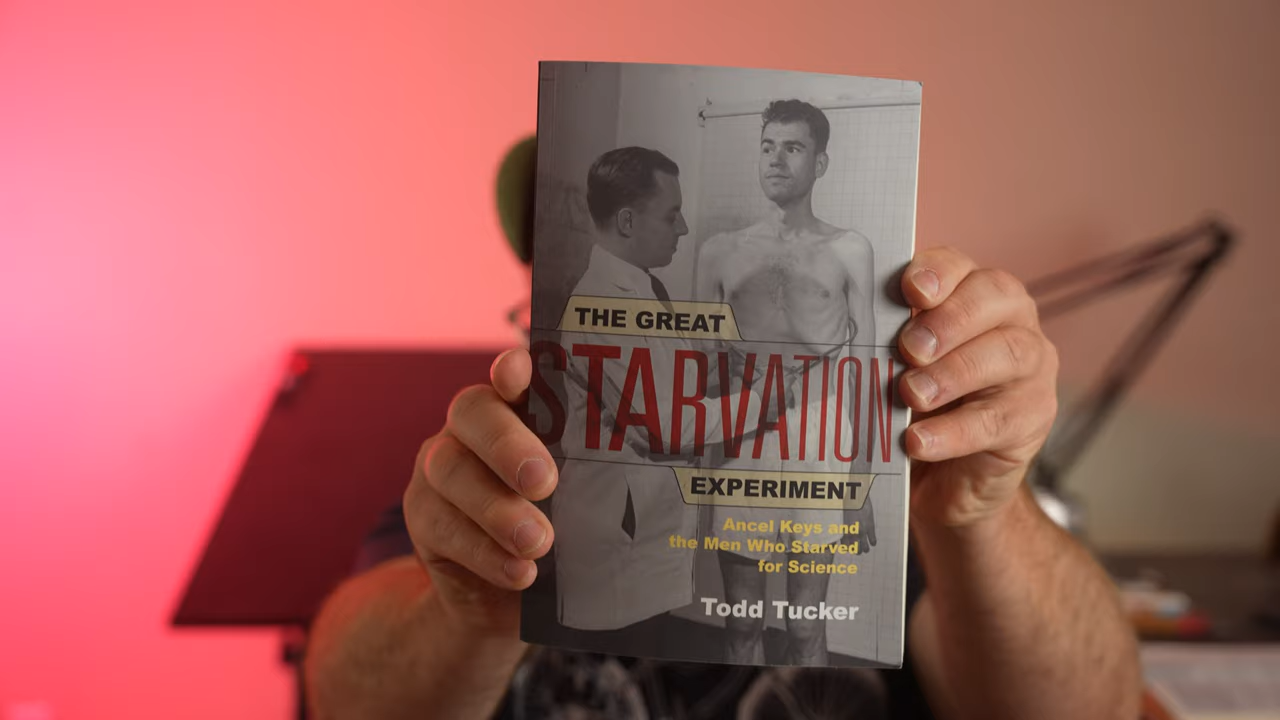 THE GREAT
STARVATION
EXPERIMENT
Ancel Keys and
the Men Who Starved
for Science
Todd Tucker